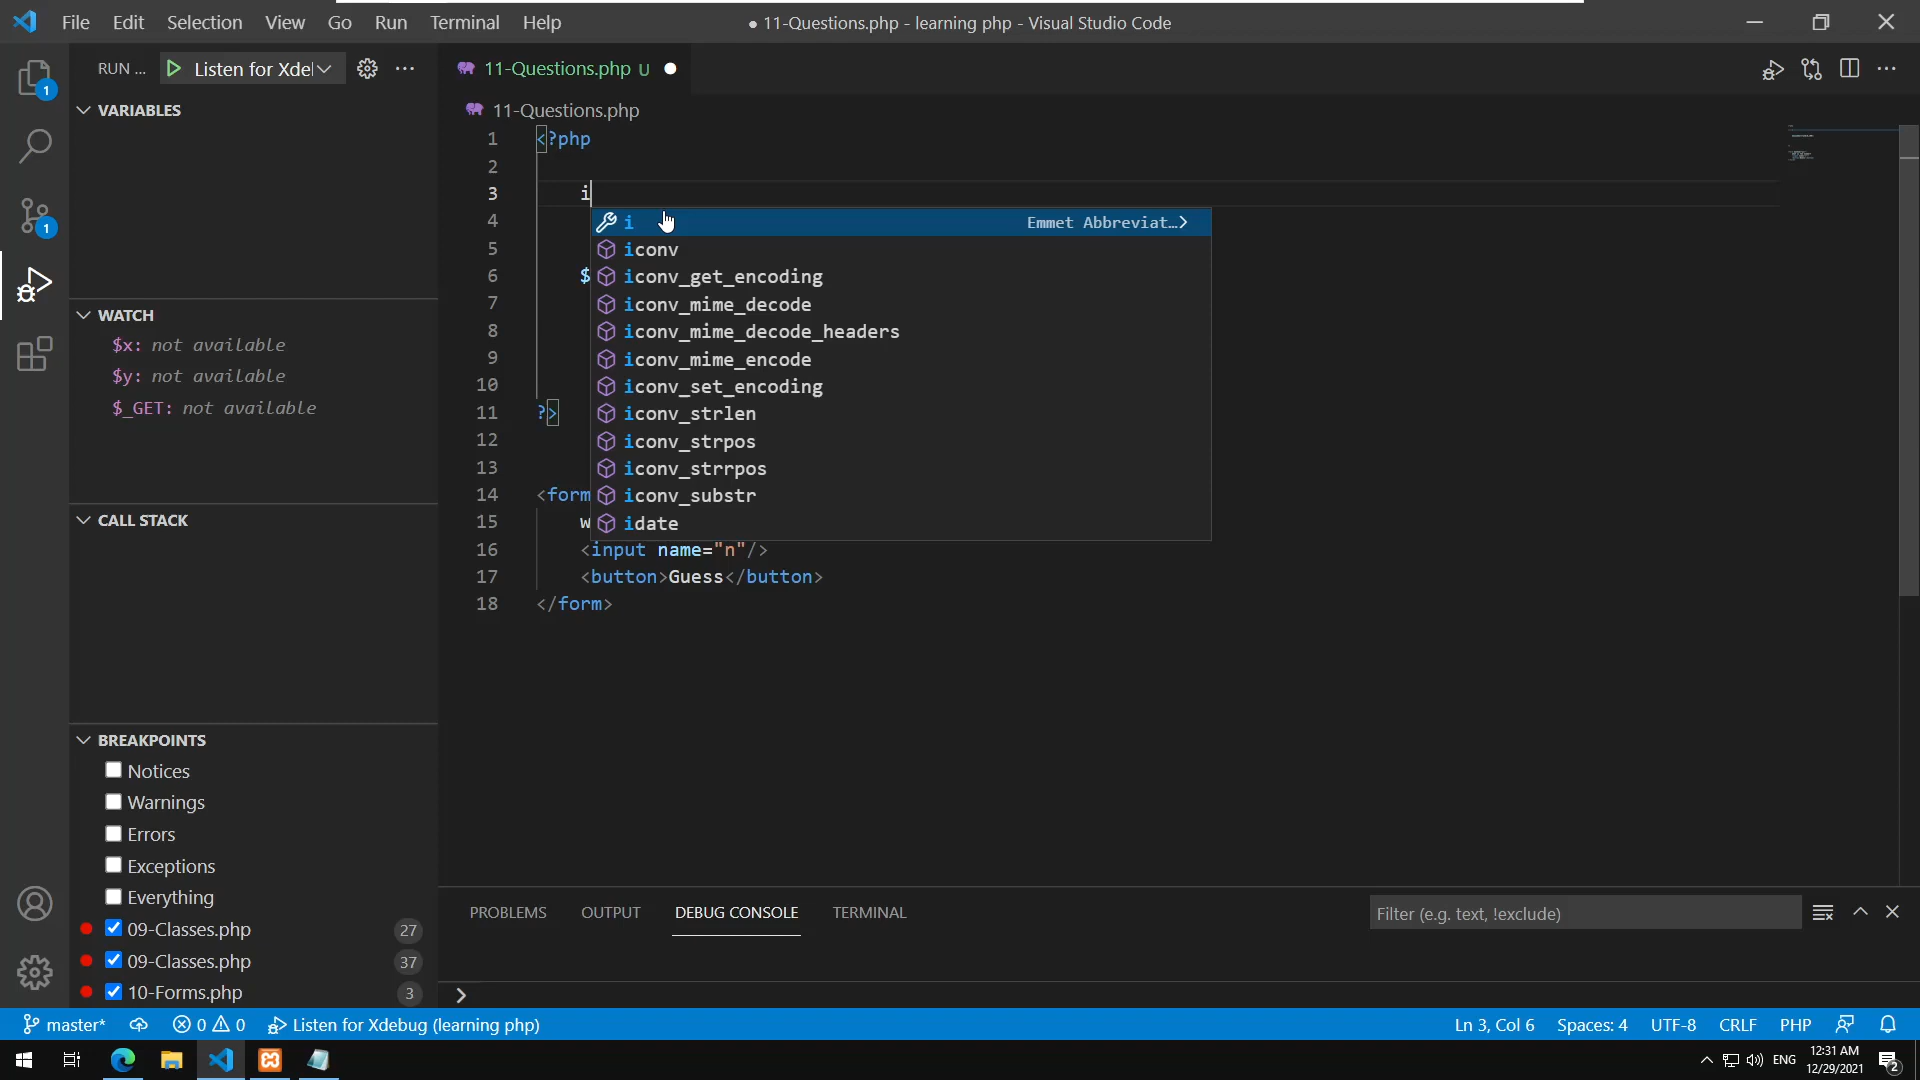 File Edit Selection View Go Run Terminal Help
● 11-Questions.php - learning php - Visual Studio Code
RUN ... Listen for Xdel
11-Questions.php U
1
VARIABLES
11-Questions.php
1 <?php
2
3 i
4
5
6 $
7
8
9
10
11 ?>
12
13
14 <form
15 w
16 <input name="n"/>
17 <button>Guess</button>
18 </form>
i Emmet Abbreviat…
iconv
iconv_get_encoding
iconv_mime_decode
iconv_mime_decode_headers
iconv_mime_encode
iconv_set_encoding
iconv_strlen
iconv_strpos
iconv_strrpos
iconv_substr
idate
1
WATCH
$x: not available
$y: not available
$_GET: not available
CALL STACK
BREAKPOINTS
Notices
Warnings
Errors
Exceptions
Everything
09-Classes.php 27
09-Classes.php 37
10-Forms.php 3
PROBLEMS OUTPUT DEBUG CONSOLE TERMINAL
Filter (e.g. text, !exclude)
master* 0 0 Listen for Xdebug (learning php)
Ln 3, Col 6 Spaces: 4 UTF-8 CRLF PHP
ENG 12:31 AM
12/29/2021
2